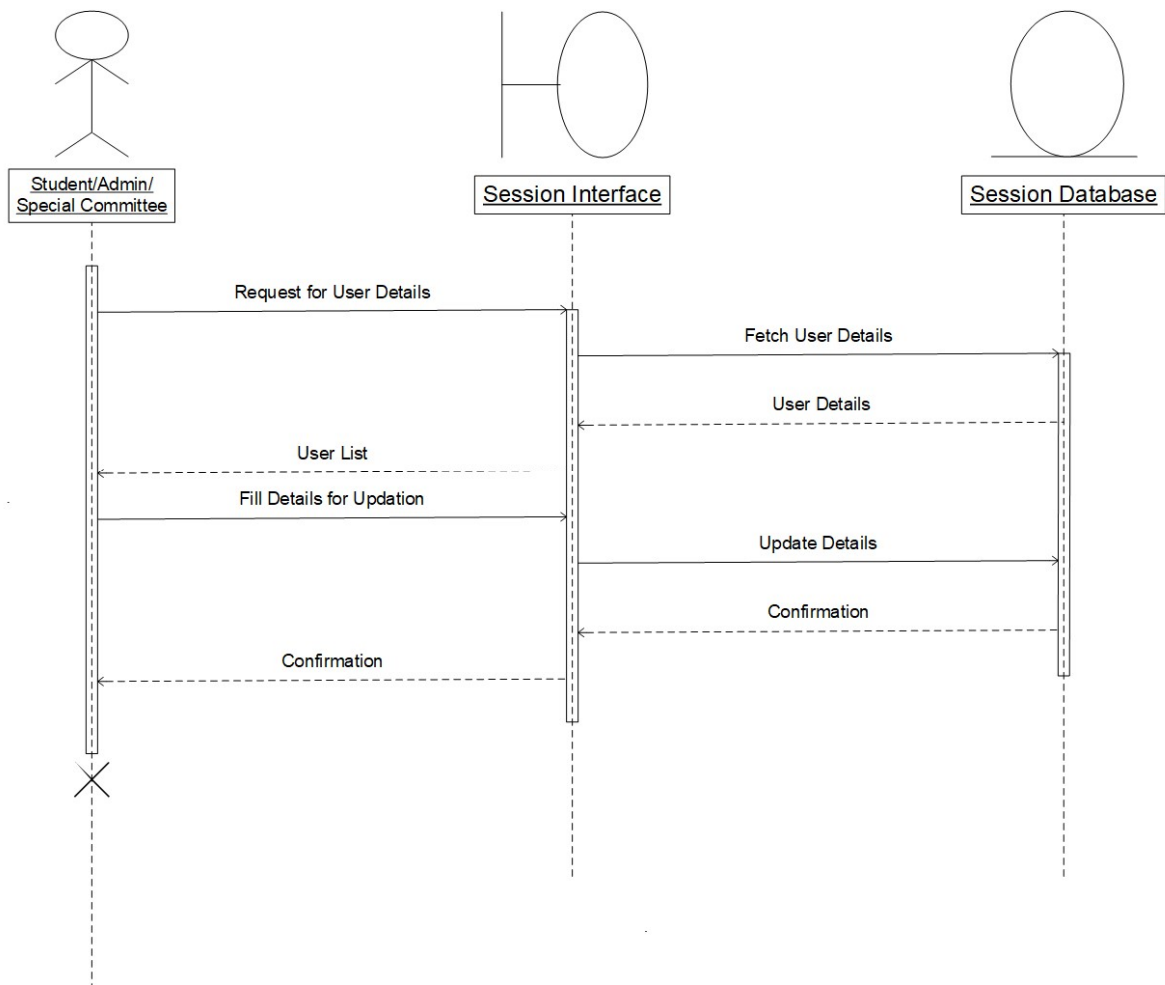 Student/Admin/
Special Committee
Session Interface
Session Database
Request for User Details
Fetch User Details
User Details
User List
Fill Details for Updation
Update Details
Confirmation
Confirmation